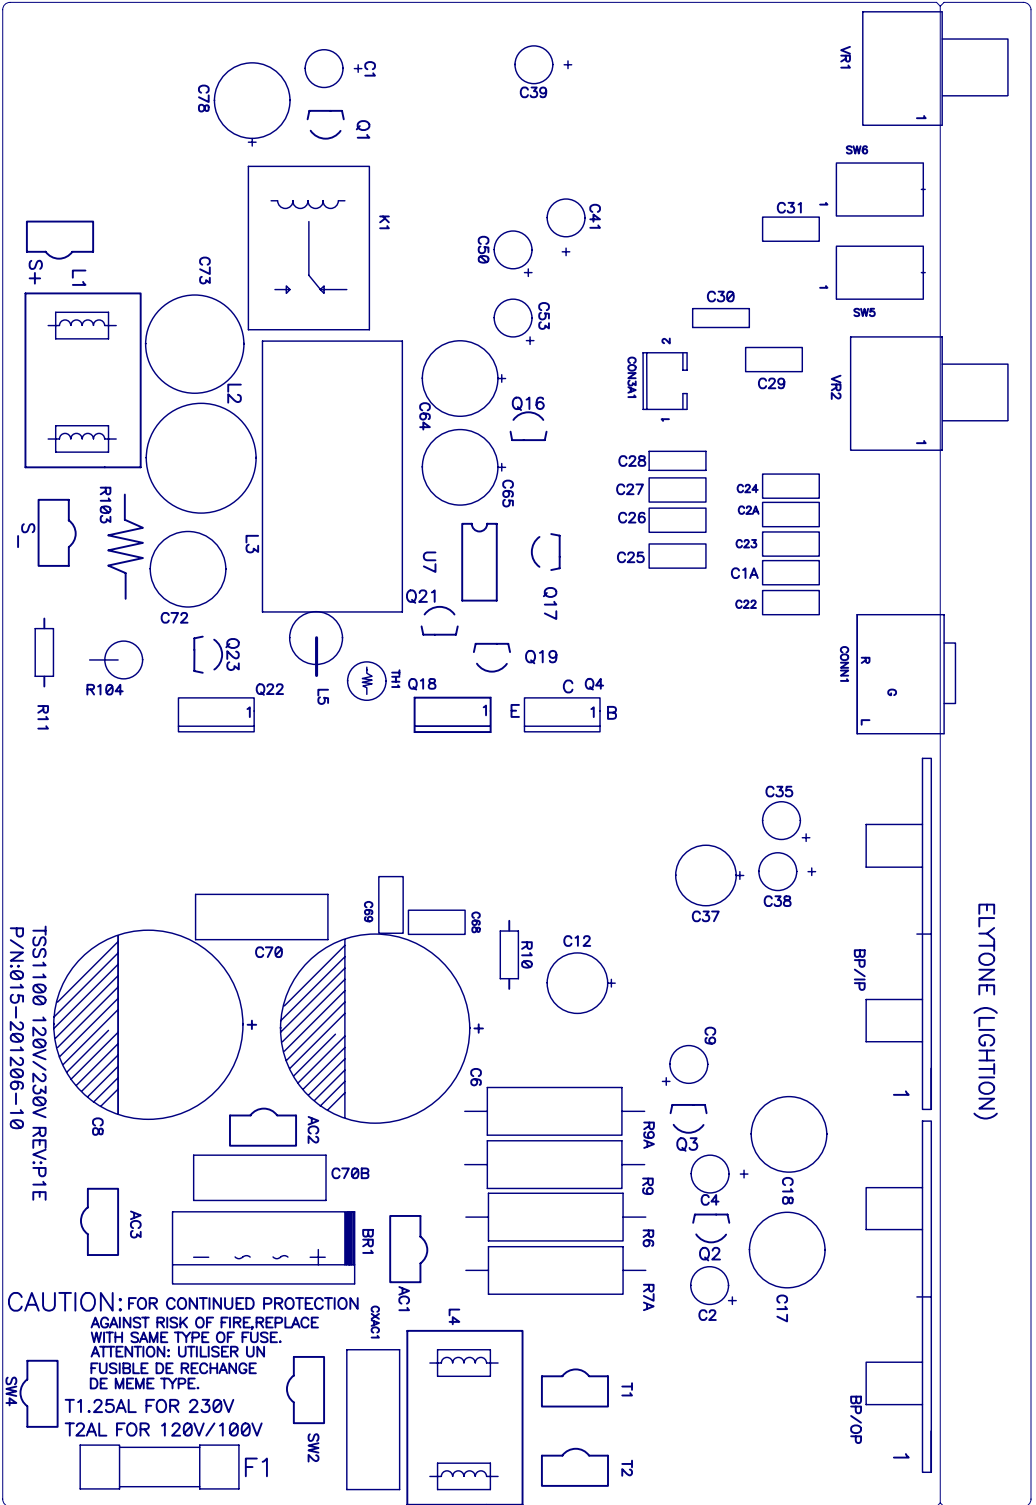 VR1
1
C39
C1
C78
Q1
SW6
1
C31
K1
C41
C50
S+
L1
C73
1
SW5
C30
C53
2
CON3A1
1
C29
VR2
1
L2
C64
Q16
C65
C28
C27
C26
C25
C24
C2A
C23
C1A
C22
R103
S-
L3
U7
Q17
C72
Q21
Q19
Q23
R104
R11
L5
TH1
Q22
1
Q18
1
C
Q4
E
1
B
CONN1
R
G
L
C35
C38
C37
C69
C68
C70
R10
C12
BP/IP
1
ELYTONE (LIGHTION)
TSS1100 120V/230V REV:P1E
P/N:015-201206-10
C9
C6
C8
AC2
R9A
Q3
C70B
R9
C4
C18
AC3
BR1
AC1
R6
Q2
R7A
C2
C17
CAUTION: FOR CONTINUED PROTECTION
AGAINST RISK OF FIRE,REPLACE
WITH SAME TYPE OF FUSE.
ATTENTION: UTILISER UN
FUSIBLE DE RECHANGE
DE MEME TYPE.
T1.25AL FOR 230V
T2AL FOR 120V/100V
CXAC1
L4
SW4
SW2
T1
T2
F1
BP/OP
1